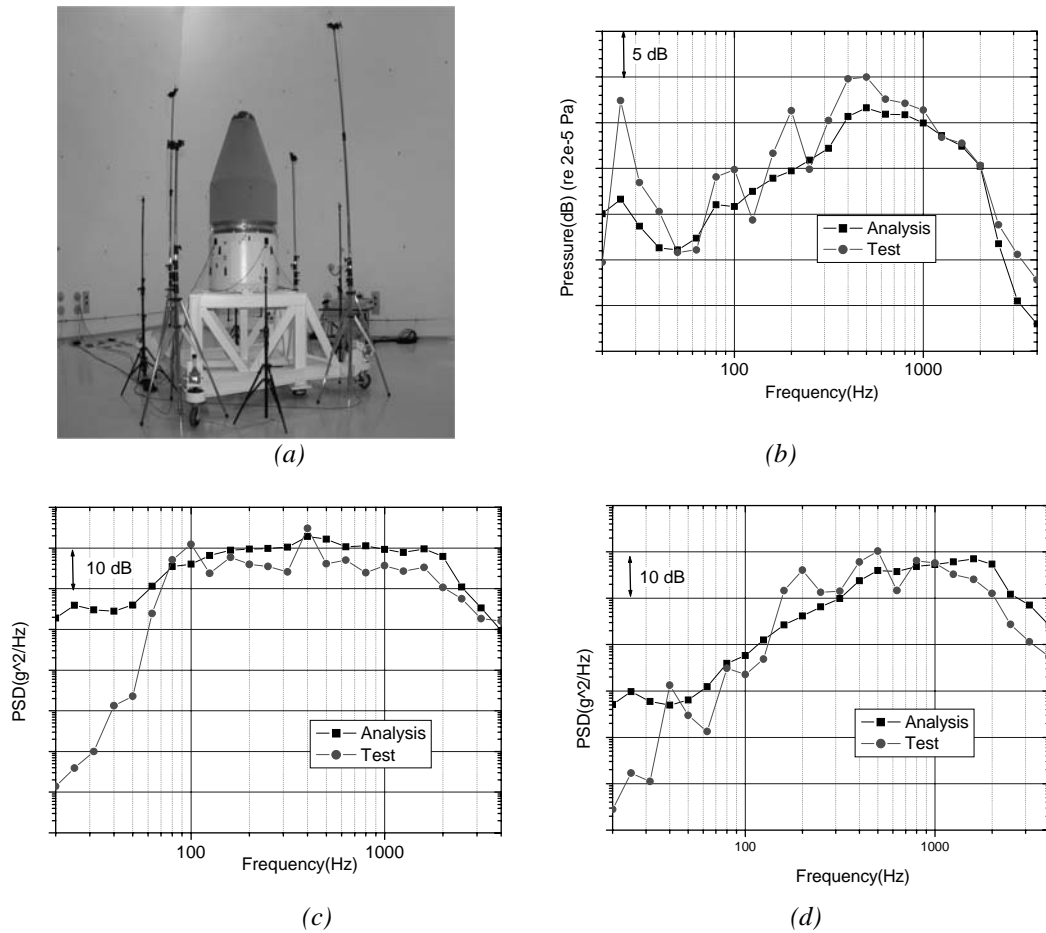 5 dB
Pressure(dB) (re 2e-5 Pa)
Analysis
Test
100
1000
Frequency(Hz)
(a)
(b)
10 dB
PSD(g^2/Hz)
Analysis
Test
100
1000
Frequency(Hz)
(c)
10 dB
PSD(g^2/Hz)
Analysis
Test
100
1000
Frequency(Hz)
(d)